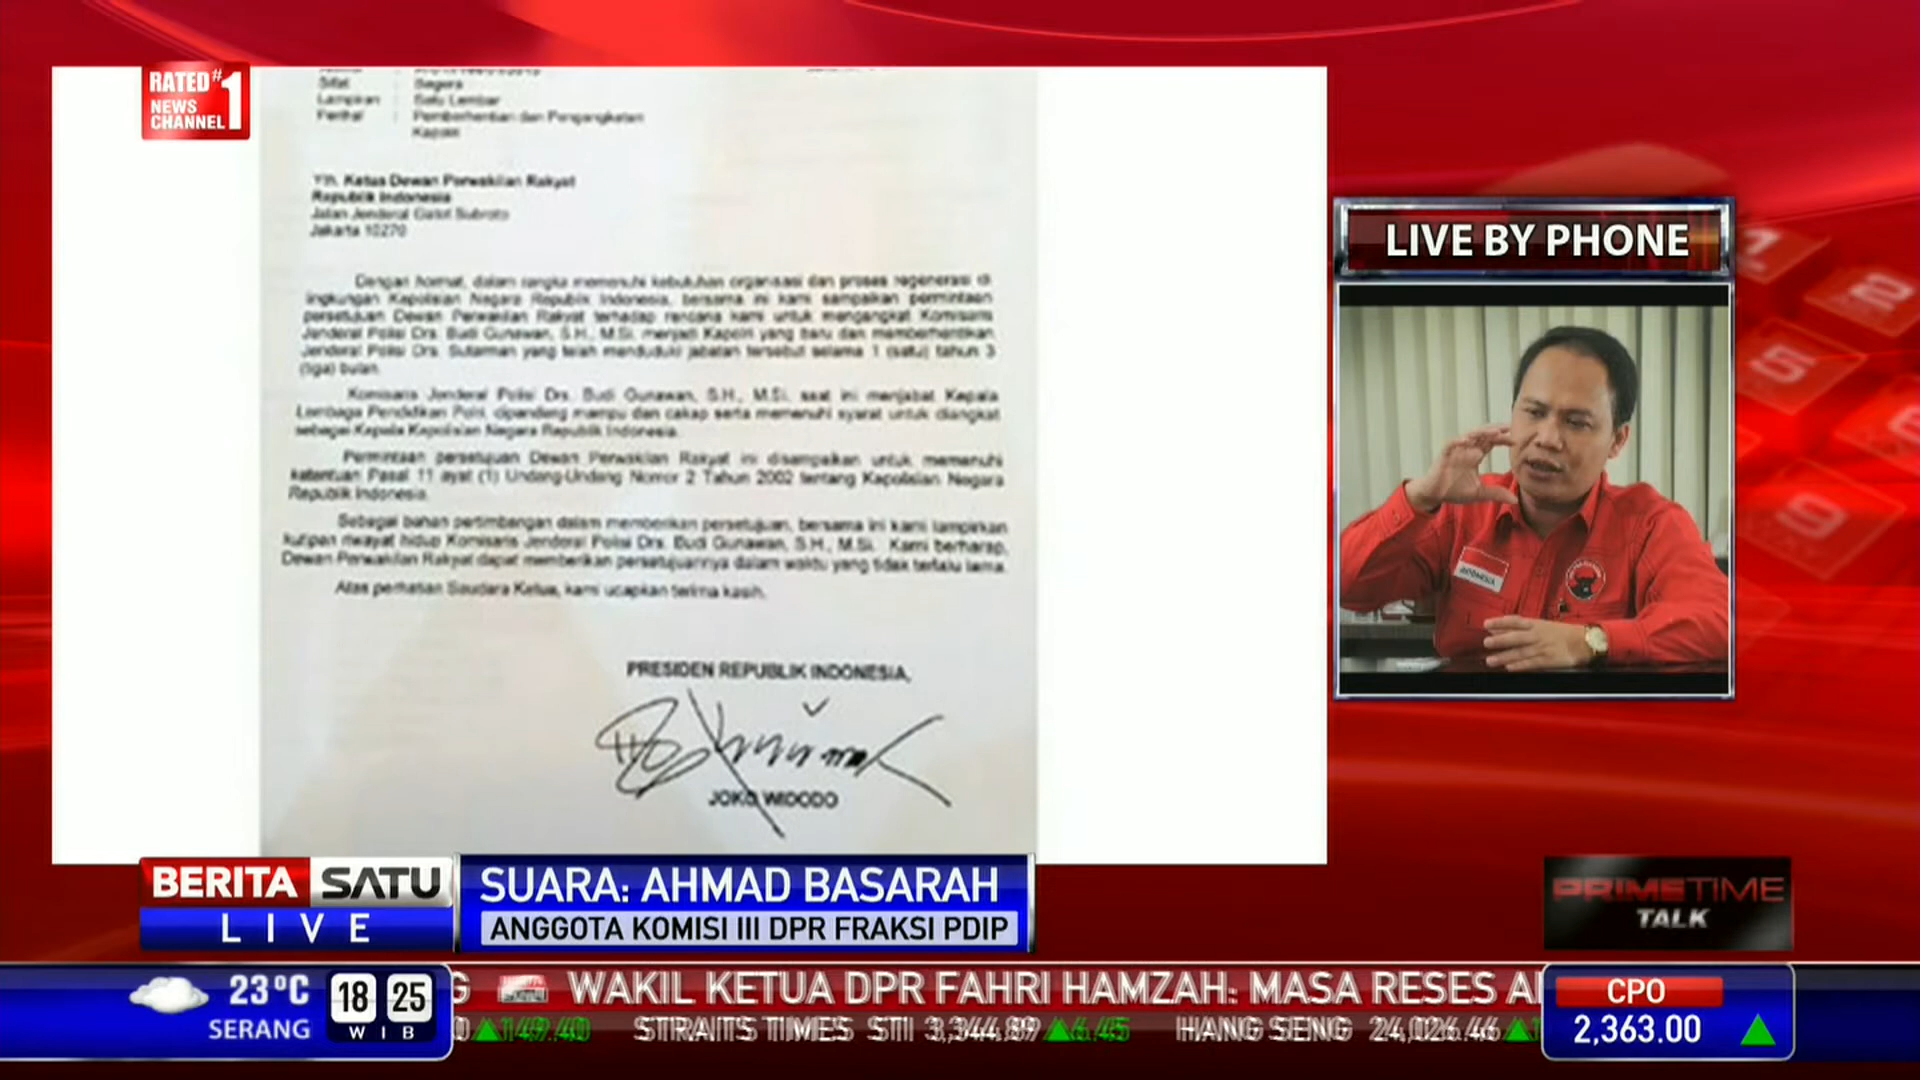 RATED #1
NEWS
CHANNEL
Sifat : Segera
Lampiran : Satu Lembar
Perihal : Pemberhentian dan Pengangkatan
Kapolri
Yth. Ketua Dewan Perwakilan Rakyat
Republik Indonesia
Jalan Jenderal Gatot Subroto
Jakarta 10270
Dengan hormat, dalam rangka memenuhi kebutuhan organisasi dan proses regenerasi di
lingkungan Kepolisian Negara Republik Indonesia, bersama ini kami sampaikan permintaan
persetujuan Dewan Perwakilan Rakyat terhadap rencana kami untuk mengangkat Komisaris
Jenderal Polisi Drs. Budi Gunawan, S.H., M.Si. menjadi Kapolri yang baru dan memberhentikan
Jenderal Polisi Drs. Sutarman yang telah menduduki jabatan tersebut selama 1 (satu) tahun 3
(tiga) bulan.
Komisaris Jenderal Polisi Drs. Budi Gunawan, S.H., M.Si. saat ini menjabat Kepala
Lembaga Pendidikan Polri, dipandang mampu dan cakap serta memenuhi syarat untuk diangkat
sebagai Kepala Kepolisian Negara Republik Indonesia.
Permintaan persetujuan Dewan Perwakilan Rakyat ini disampaikan untuk memenuhi
ketentuan Pasal 11 ayat (1) Undang-Undang Nomor 2 Tahun 2002 tentang Kepolisian Negara
Republik Indonesia.
Sebagai bahan pertimbangan dalam memberikan persetujuan, bersama ini kami lampirkan
kutipan riwayat hidup Komisaris Jenderal Polisi Drs. Budi Gunawan, S.H., M.Si. Kami berharap,
Dewan Perwakilan Rakyat dapat memberikan persetujuannya dalam waktu yang tidak terlalu lama.
Atas perhatian Saudara Ketua, kami ucapkan terima kasih.
PRESIDEN REPUBLIK INDONESIA,
JOKO WIDODO
LIVE BY PHONE
INDONESIA
1
2
5
6
9
BERITA SATU
LIVE
SUARA: AHMAD BASARAH
ANGGOTA KOMISI III DPR FRAKSI PDIP
PRIMETIME
TALK
23°C
SERANG
18 25
WIB
G WAKIL KETUA DPR FAHRI HAMZAH: MASA RESES
0 149.40 STRAITS TIMES STI 3,344.89 6.45 HANG SENG 24,026.46
CPO
2,363.00